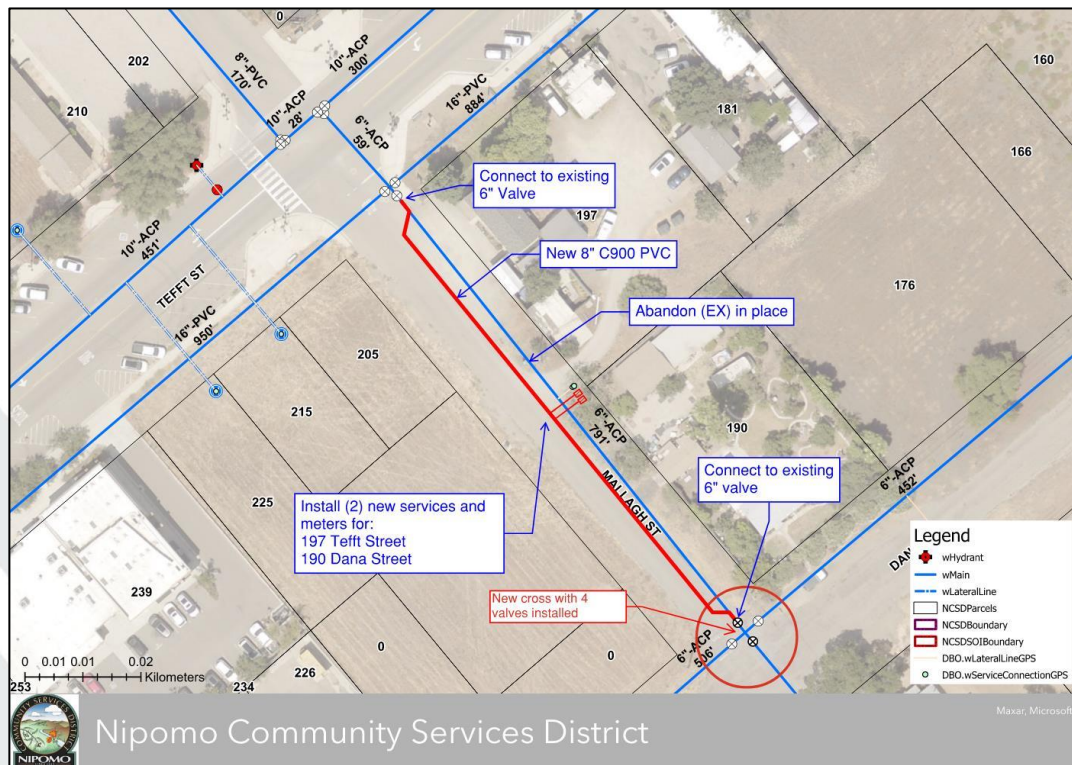 0
202
210
8"-PVC
170'
10"-ACP
300'
10"-ACP
28'
6"-ACP
59'
16"-PVC
884'
181
160
166
Connect to existing
6" Valve
197
10"-ACP
451'
TEFFT ST
16"-PVC
950'
New 8" C900 PVC
176
Abandon (EX) in place
205
215
6"-ACP
791'
190
6"-ACP
452'
MALLAGH ST
Connect to existing
6" valve
225
Install (2) new services and
meters for:
197 Tefft Street
190 Dana Street
239
New cross with 4
valves installed
6"-ACP
506'
DAN
0
0
226
234
253
0 0.01 0.01 0.02
Kilometers
Legend
wHydrant
wMain
wLateralLine
NCSDParcels
NCSDBoundary
NCSDSOIBoundary
DBO.wLateralLineGPS
DBO.wServiceConnectionGPS
COMMUNITY SERVICES DISTRICT
NIPOMO
Nipomo Community Services District
Maxar, Microsoft